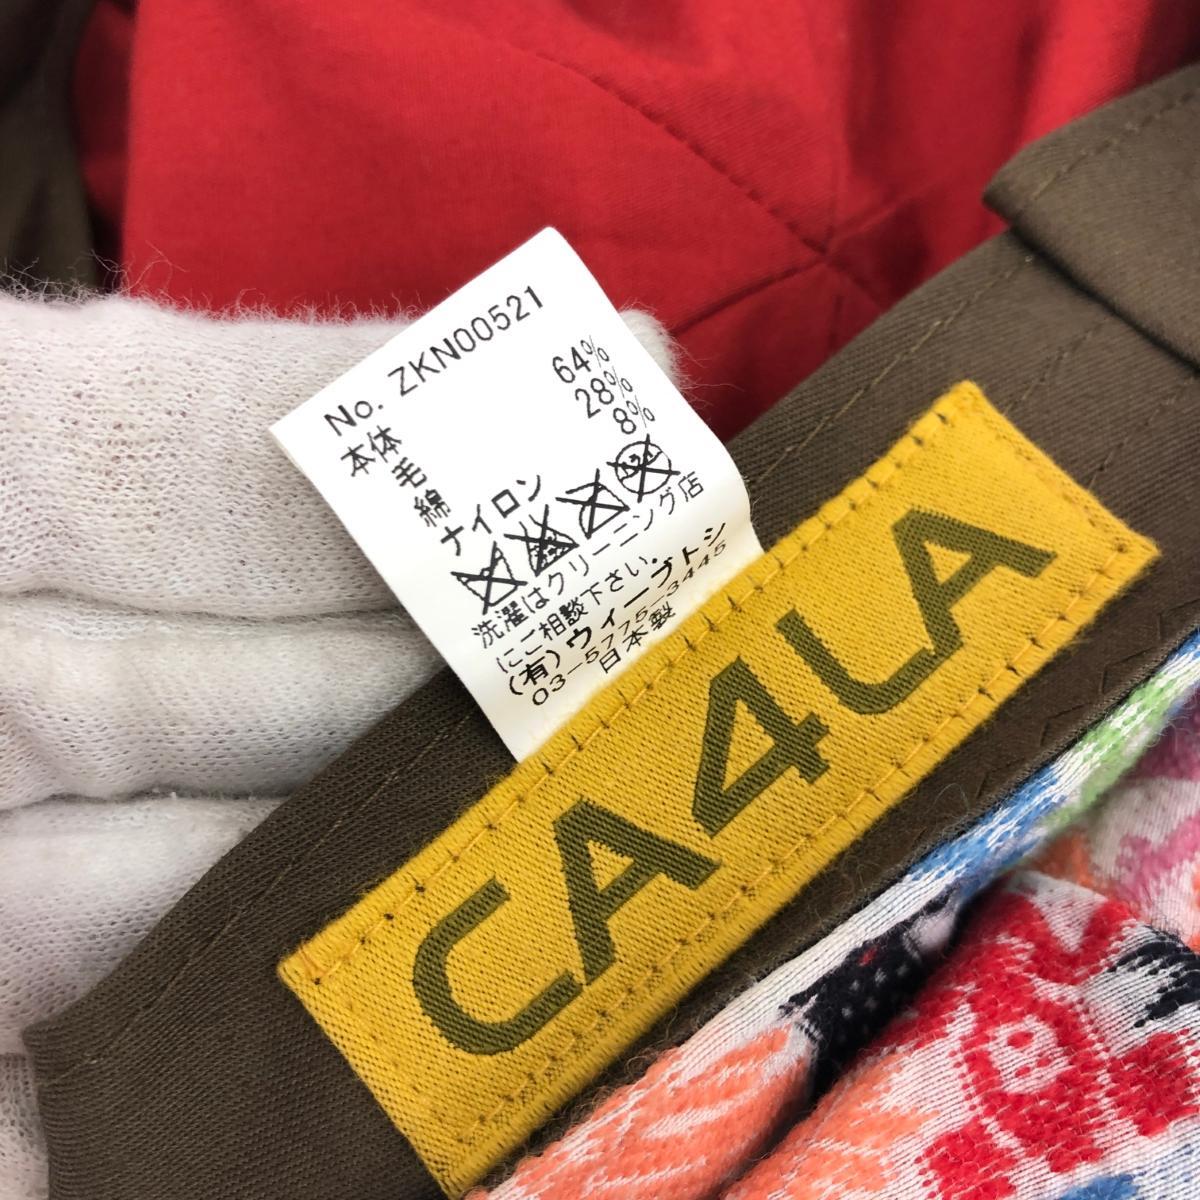 No. ZKN00521
本体 毛 64%
綿 28%
ナイロン 8%
洗濯はクリーニング店
にご相談下さい。
(有)ウィーブトシ
03-5775-3445
日本製
CA4LA